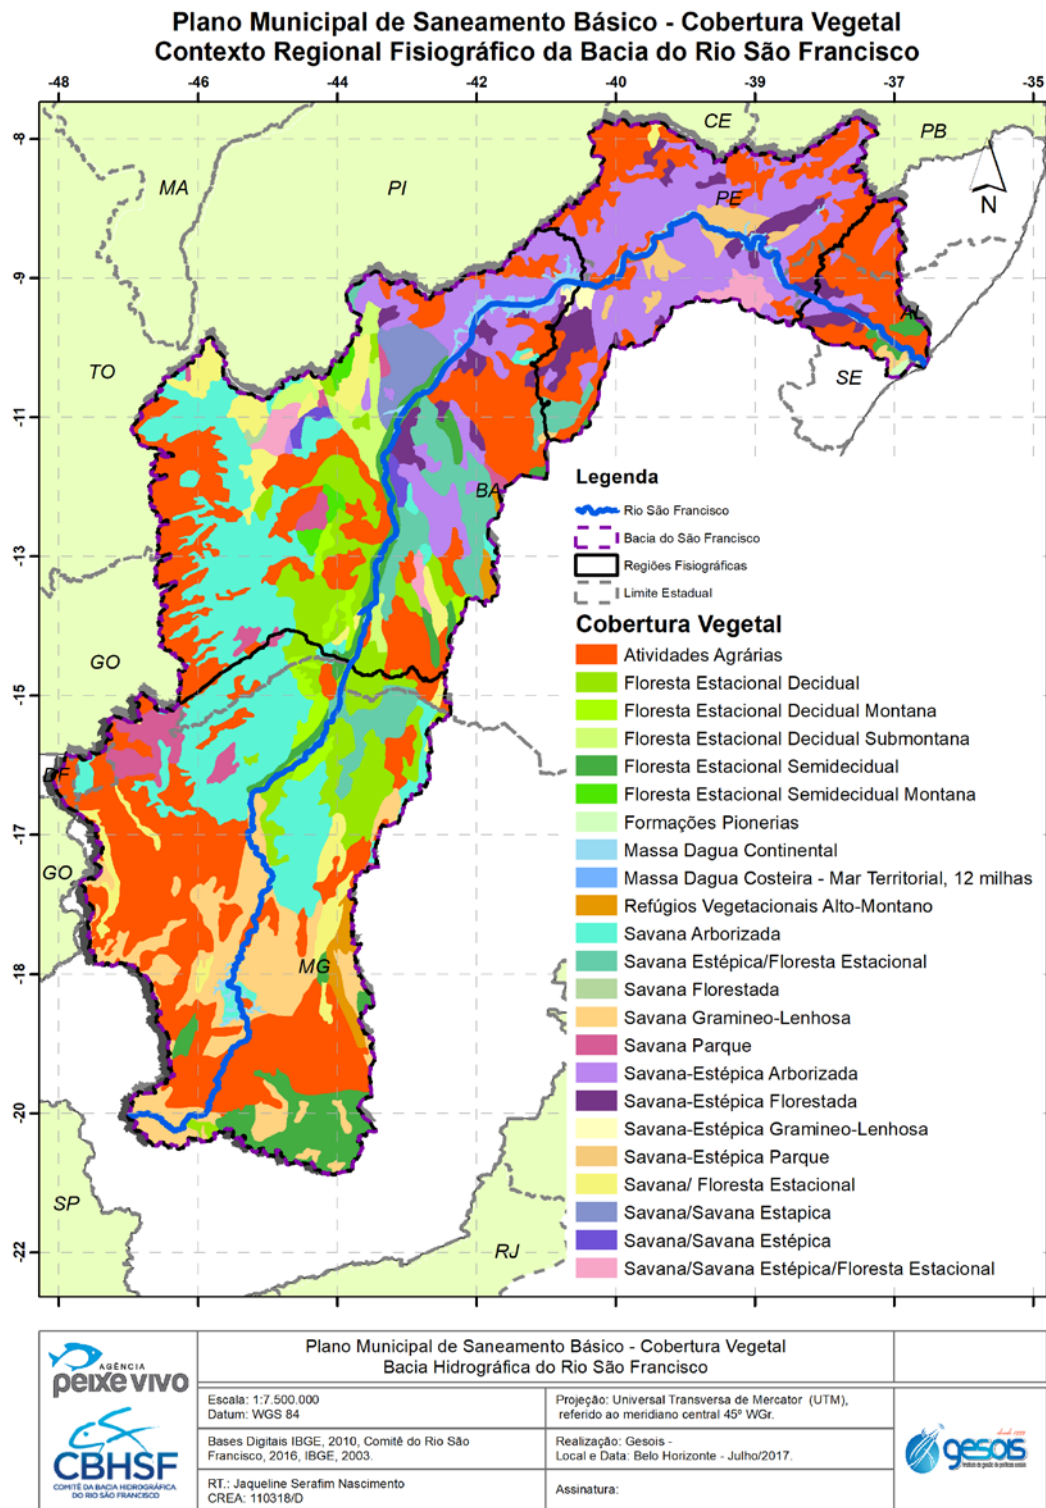 Plano Municipal de Saneamento Básico - Cobertura Vegetal
Contexto Regional Fisiográfico da Bacia do Rio São Francisco
-48 -46 -44 -42 -40 -39 -37 -35
-8
-9
-11
-13
-15
-17
-18
-20
-22
CE
PB
MA
PI
PE
N
AL
TO
SE
BA
GO
DF
GO
MG
SP
RJ
Legenda
Rio São Francisco
Bacia do São Francisco
Regiões Fisiográficas
Limite Estadual
Cobertura Vegetal
Atividades Agrárias
Floresta Estacional Decidual
Floresta Estacional Decidual Montana
Floresta Estacional Decidual Submontana
Floresta Estacional Semidecidual
Floresta Estacional Semidecidual Montana
Formações Pionerias
Massa Dagua Continental
Massa Dagua Costeira - Mar Territorial, 12 milhas
Refúgios Vegetacionais Alto-Montano
Savana Arborizada
Savana Estépica/Floresta Estacional
Savana Florestada
Savana Gramineo-Lenhosa
Savana Parque
Savana-Estépica Arborizada
Savana-Estépica Florestada
Savana-Estépica Gramineo-Lenhosa
Savana-Estépica Parque
Savana/ Floresta Estacional
Savana/Savana Estapica
Savana/Savana Estépica
Savana/Savana Estépica/Floresta Estacional
AGÊNCIA
peixe vivo
CBHSF
COMITÊ DA BACIA HIDROGRÁFICA
DO RIO SÃO FRANCISCO
Plano Municipal de Saneamento Básico - Cobertura Vegetal
Bacia Hidrográfica do Rio São Francisco
Escala: 1:7.500.000
Datum: WGS 84
Projeção: Universal Transversa de Mercator (UTM),
referido ao meridiano central 45º WGr.
Bases Digitais IBGE, 2010, Comitê do Rio São
Francisco, 2016, IBGE, 2003.
Realização: Gesois -
Local e Data: Belo Horizonte - Julho/2017.
RT.: Jaqueline Serafim Nascimento
CREA: 110318/D
Assinatura:
gesois